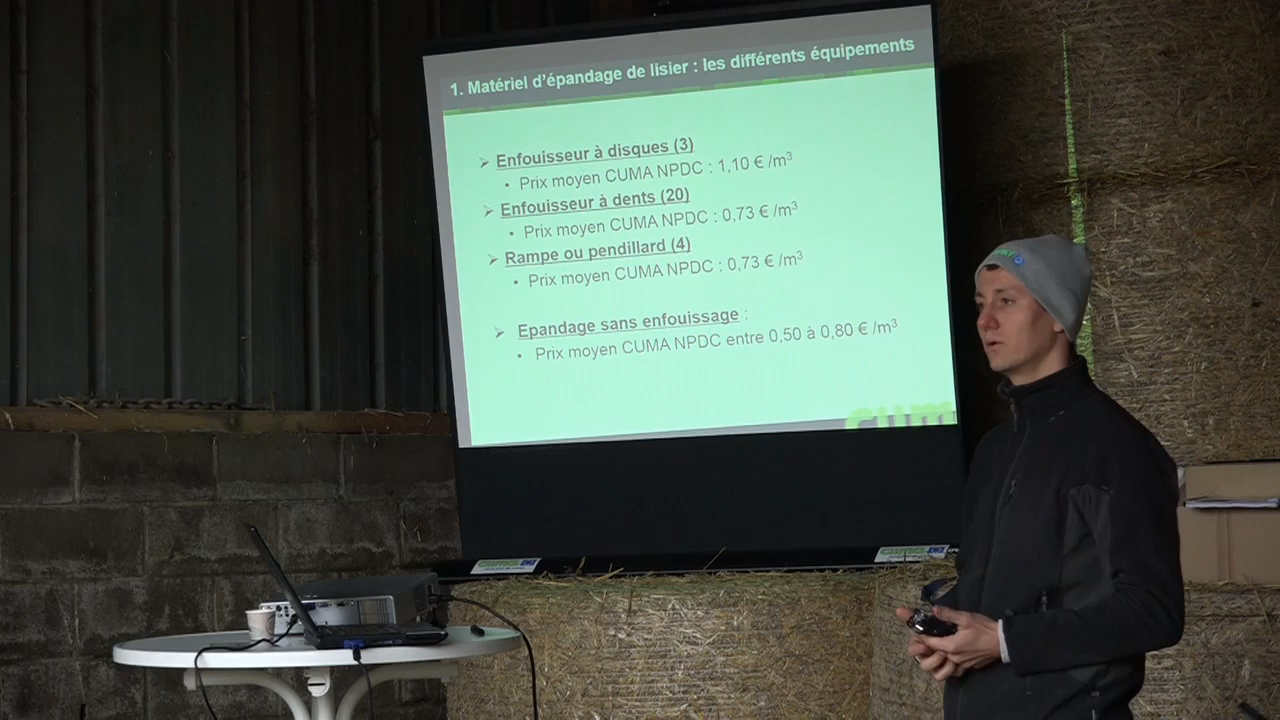 1. Matériel d'épandage de lisier : les différents équipements
➢ Enfouisseur à disques (3)
• Prix moyen CUMA NPDC : 1,10 € /m³
➢ Enfouisseur à dents (20)
• Prix moyen CUMA NPDC : 0,73 € /m³
➢ Rampe ou pendillard (4)
• Prix moyen CUMA NPDC : 0,73 € /m³
➢ Epandage sans enfouissage :
• Prix moyen CUMA NPDC entre 0,50 à 0,80 € /m³
cuma